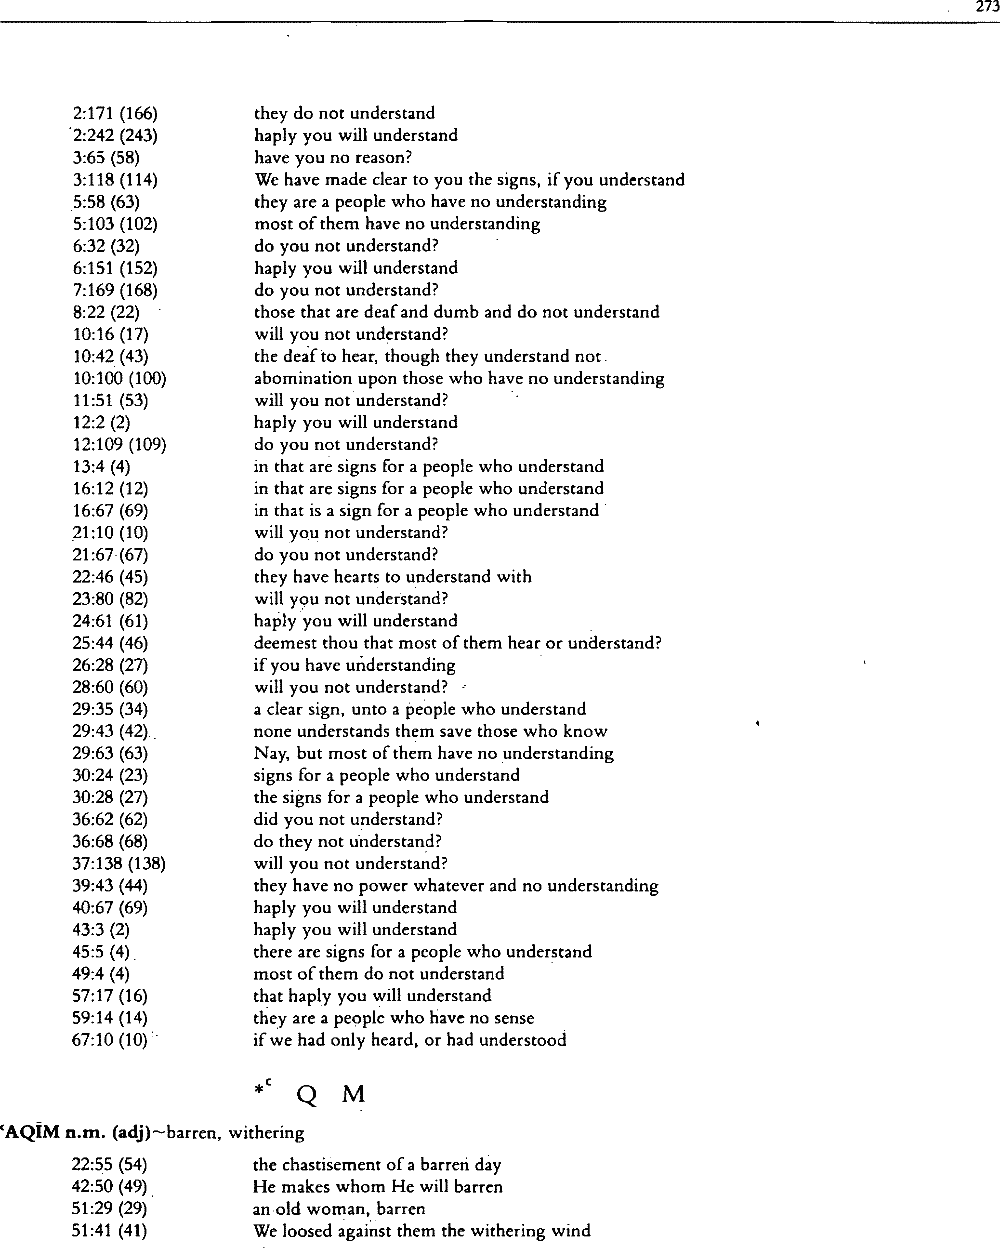 273
2:171 (166) they do not understand
2:242 (243) haply you will understand
3:65 (58) have you no reason?
3:118 (114) We have made clear to you the signs, if you understand
5:58 (63) they are a people who have no understanding
5:103 (102) most of them have no understanding
6:32 (32) do you not understand?
6:151 (152) haply you will understand
7:169 (168) do you not understand?
8:22 (22) those that are deaf and dumb and do not understand
10:16 (17) will you not understand?
10:42 (43) the deaf to hear, though they understand not
10:100 (100) abomination upon those who have no understanding
11:51 (53) will you not understand?
12:2 (2) haply you will understand
12:109 (109) do you not understand?
13:4 (4) in that are signs for a people who understand
16:12 (12) in that are signs for a people who understand
16:67 (69) in that is a sign for a people who understand
21:10 (10) will you not understand?
21:67 (67) do you not understand?
22:46 (45) they have hearts to understand with
23:80 (82) will you not understand?
24:61 (61) haply you will understand
25:44 (46) deemest thou that most of them hear or understand?
26:28 (27) if you have understanding
28:60 (60) will you not understand?
29:35 (34) a clear sign, unto a people who understand
29:43 (42) none understands them save those who know
29:63 (63) Nay, but most of them have no understanding
30:24 (23) signs for a people who understand
30:28 (27) the signs for a people who understand
36:62 (62) did you not understand?
36:68 (68) do they not understand?
37:138 (138) will you not understand?
39:43 (44) they have no power whatever and no understanding
40:67 (69) haply you will understand
43:3 (2) haply you will understand
45:5 (4) there are signs for a people who understand
49:4 (4) most of them do not understand
57:17 (16) that haply you will understand
59:14 (14) they are a people who have no sense
67:10 (10) if we had only heard, or had understood
*ᶜ Q M
ᶜAQĪM n.m. (adj)~barren, withering
22:55 (54) the chastisement of a barren day
42:50 (49) He makes whom He will barren
51:29 (29) an old woman, barren
51:41 (41) We loosed against them the withering wind